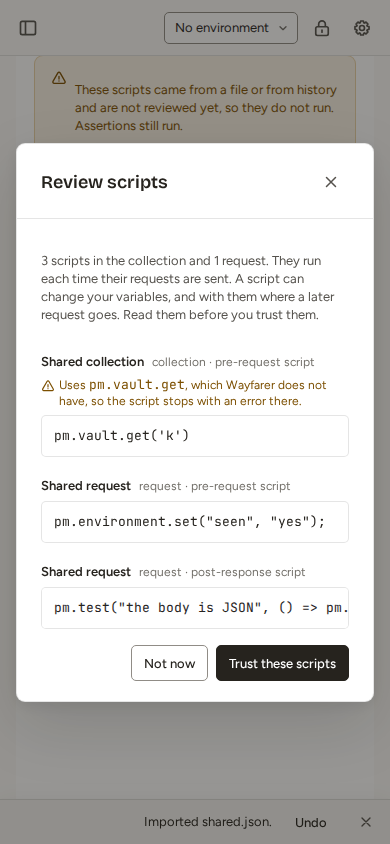 No environment
These scripts came from a file or from history
and are not reviewed yet, so they do not run.
Assertions still run.
Review scripts
3 scripts in the collection and 1 request. They run
each time their requests are sent. A script can
change your variables, and with them where a later
request goes. Read them before you trust them.
Shared collection collection · pre-request script
Uses pm.vault.get, which Wayfarer does not
have, so the script stops with an error there.
pm.vault.get('k')
Shared request request · pre-request script
pm.environment.set("seen", "yes");
Shared request request · post-response script
pm.test("the body is JSON", () => pm.
Not now
Trust these scripts
Imported shared.json.
Undo